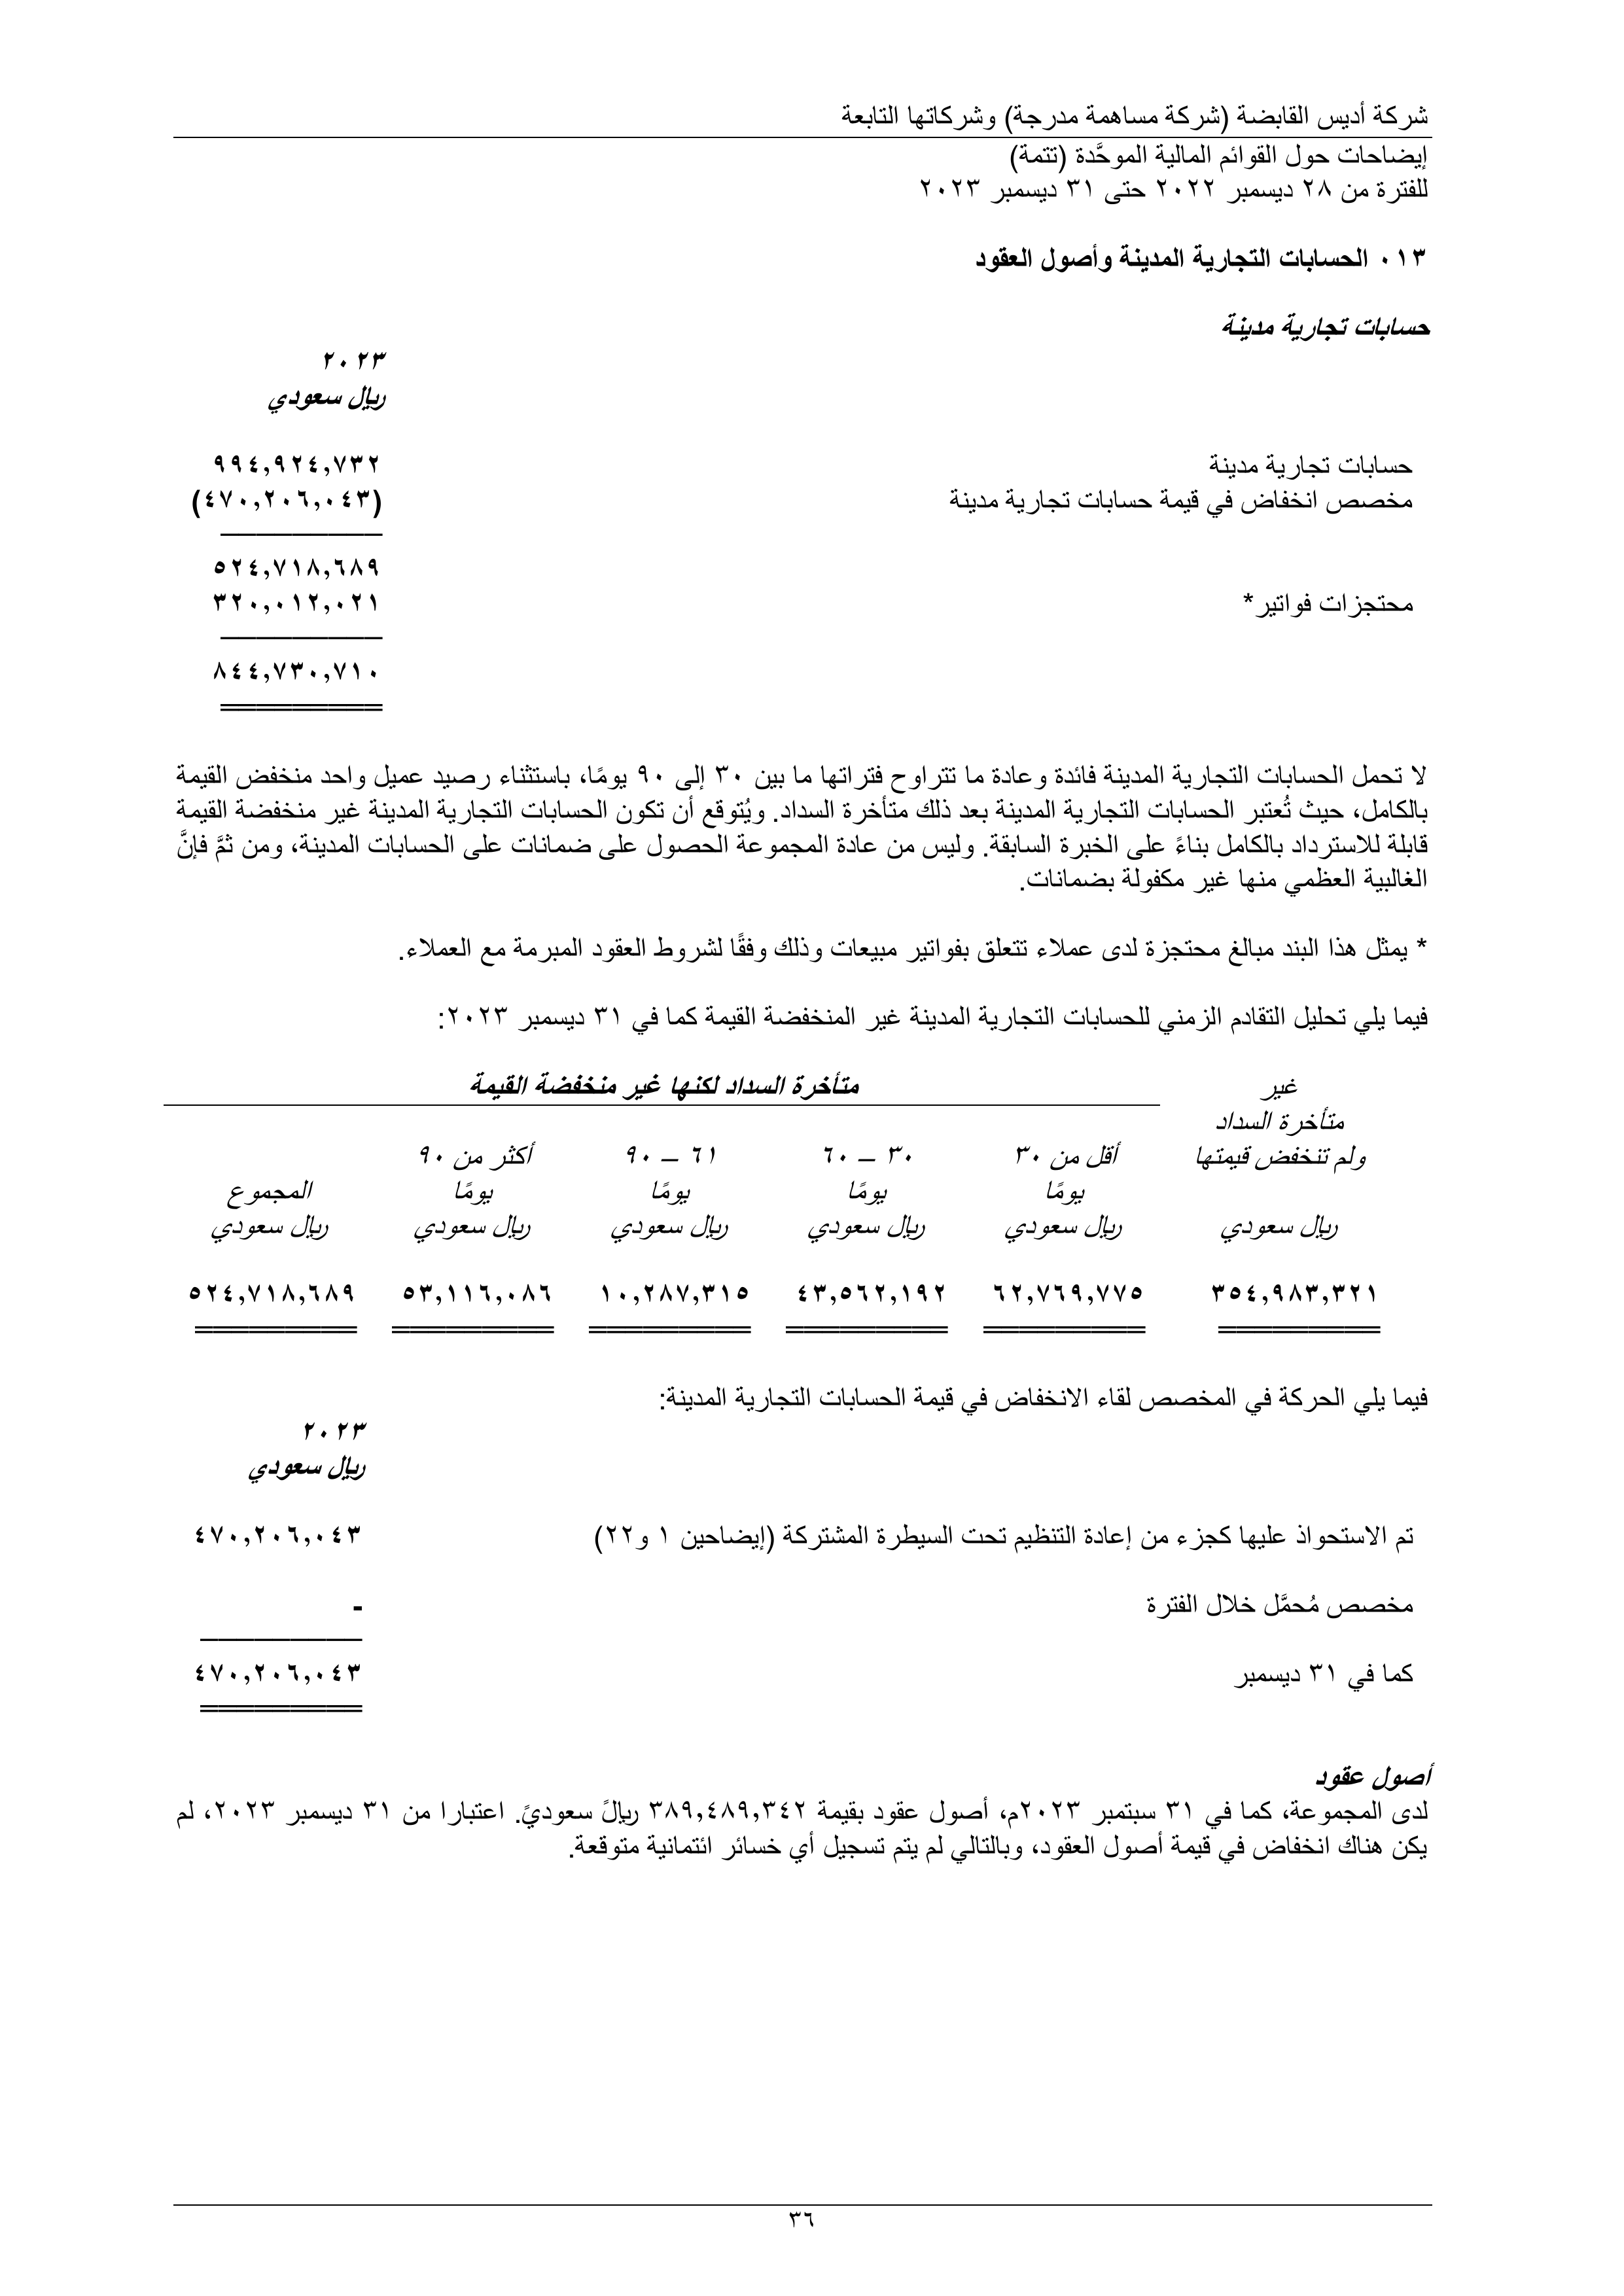 شركة أديس القابضة (شركة مساهمة مدرجة) وشركاتها التابعة
إيضاحات حول القوائم المالية الموحَّدة (تتمة)
للفترة من ٢٨ ديسمبر ٢٠٢٢ حتى ٣١ ديسمبر ٢٠٢٣
٠١٣ الحسابات التجارية المدينة وأصول العقود
حسابات تجارية مدينة
٢٠٢٣
ريال سعودي
حسابات تجارية مدينة ٩٩٤,٩٢٤,٧٣٢
مخصص انخفاض في قيمة حسابات تجارية مدينة (٤٧٠,٢٠٦,٠٤٣)
٥٢٤,٧١٨,٦٨٩
محتجزات فواتير* ٣٢٠,٠١٢,٠٢١
٨٤٤,٧٣٠,٧١٠
لا تحمل الحسابات التجارية المدينة فائدة وعادة ما تتراوح فتراتها ما بين ٣٠ إلى ٩٠ يومًا، باستثناء رصيد عميل واحد منخفض القيمة
بالكامل، حيث تُعتبر الحسابات التجارية المدينة بعد ذلك متأخرة السداد. ويُتوقع أن تكون الحسابات التجارية المدينة غير منخفضة القيمة
قابلة للاسترداد بالكامل بناءً على الخبرة السابقة. وليس من عادة المجموعة الحصول على ضمانات على الحسابات المدينة، ومن ثمَّ فإنَّ
الغالبية العظمي منها غير مكفولة بضمانات.
* يمثل هذا البند مبالغ محتجزة لدى عملاء تتعلق بفواتير مبيعات وذلك وفقًا لشروط العقود المبرمة مع العملاء.
فيما يلي تحليل التقادم الزمني للحسابات التجارية المدينة غير المنخفضة القيمة كما في ٣١ ديسمبر ٢٠٢٣:
غير متأخرة السداد لكنها غير منخفضة القيمة
متأخرة السداد
ولم تنخفض قيمتها أقل من ٣٠ ٣٠ – ٦٠ ٦١ – ٩٠ أكثر من ٩٠
يومًا يومًا يومًا يومًا المجموع
ريال سعودي ريال سعودي ريال سعودي ريال سعودي ريال سعودي ريال سعودي
٣٥٤,٩٨٣,٣٢١ ٦٢,٧٦٩,٧٧٥ ٤٣,٥٦٢,١٩٢ ١٠,٢٨٧,٣١٥ ٥٣,١١٦,٠٨٦ ٥٢٤,٧١٨,٦٨٩
فيما يلي الحركة في المخصص لقاء الانخفاض في قيمة الحسابات التجارية المدينة:
٢٠٢٣
ريال سعودي
تم الاستحواذ عليها كجزء من إعادة التنظيم تحت السيطرة المشتركة (إيضاحين ١ و٢٢) ٤٧٠,٢٠٦,٠٤٣
مخصص مُحمَّل خلال الفترة -
كما في ٣١ ديسمبر ٤٧٠,٢٠٦,٠٤٣
أصول عقود
لدى المجموعة، كما في ٣١ سبتمبر ٢٠٢٣م، أصول عقود بقيمة ٣٨٩,٤٨٩,٣٤٢ ريالً سعوديً. اعتبارا من ٣١ ديسمبر ٢٠٢٣، لم
يكن هناك انخفاض في قيمة أصول العقود، وبالتالي لم يتم تسجيل أي خسائر ائتمانية متوقعة.
٣٦